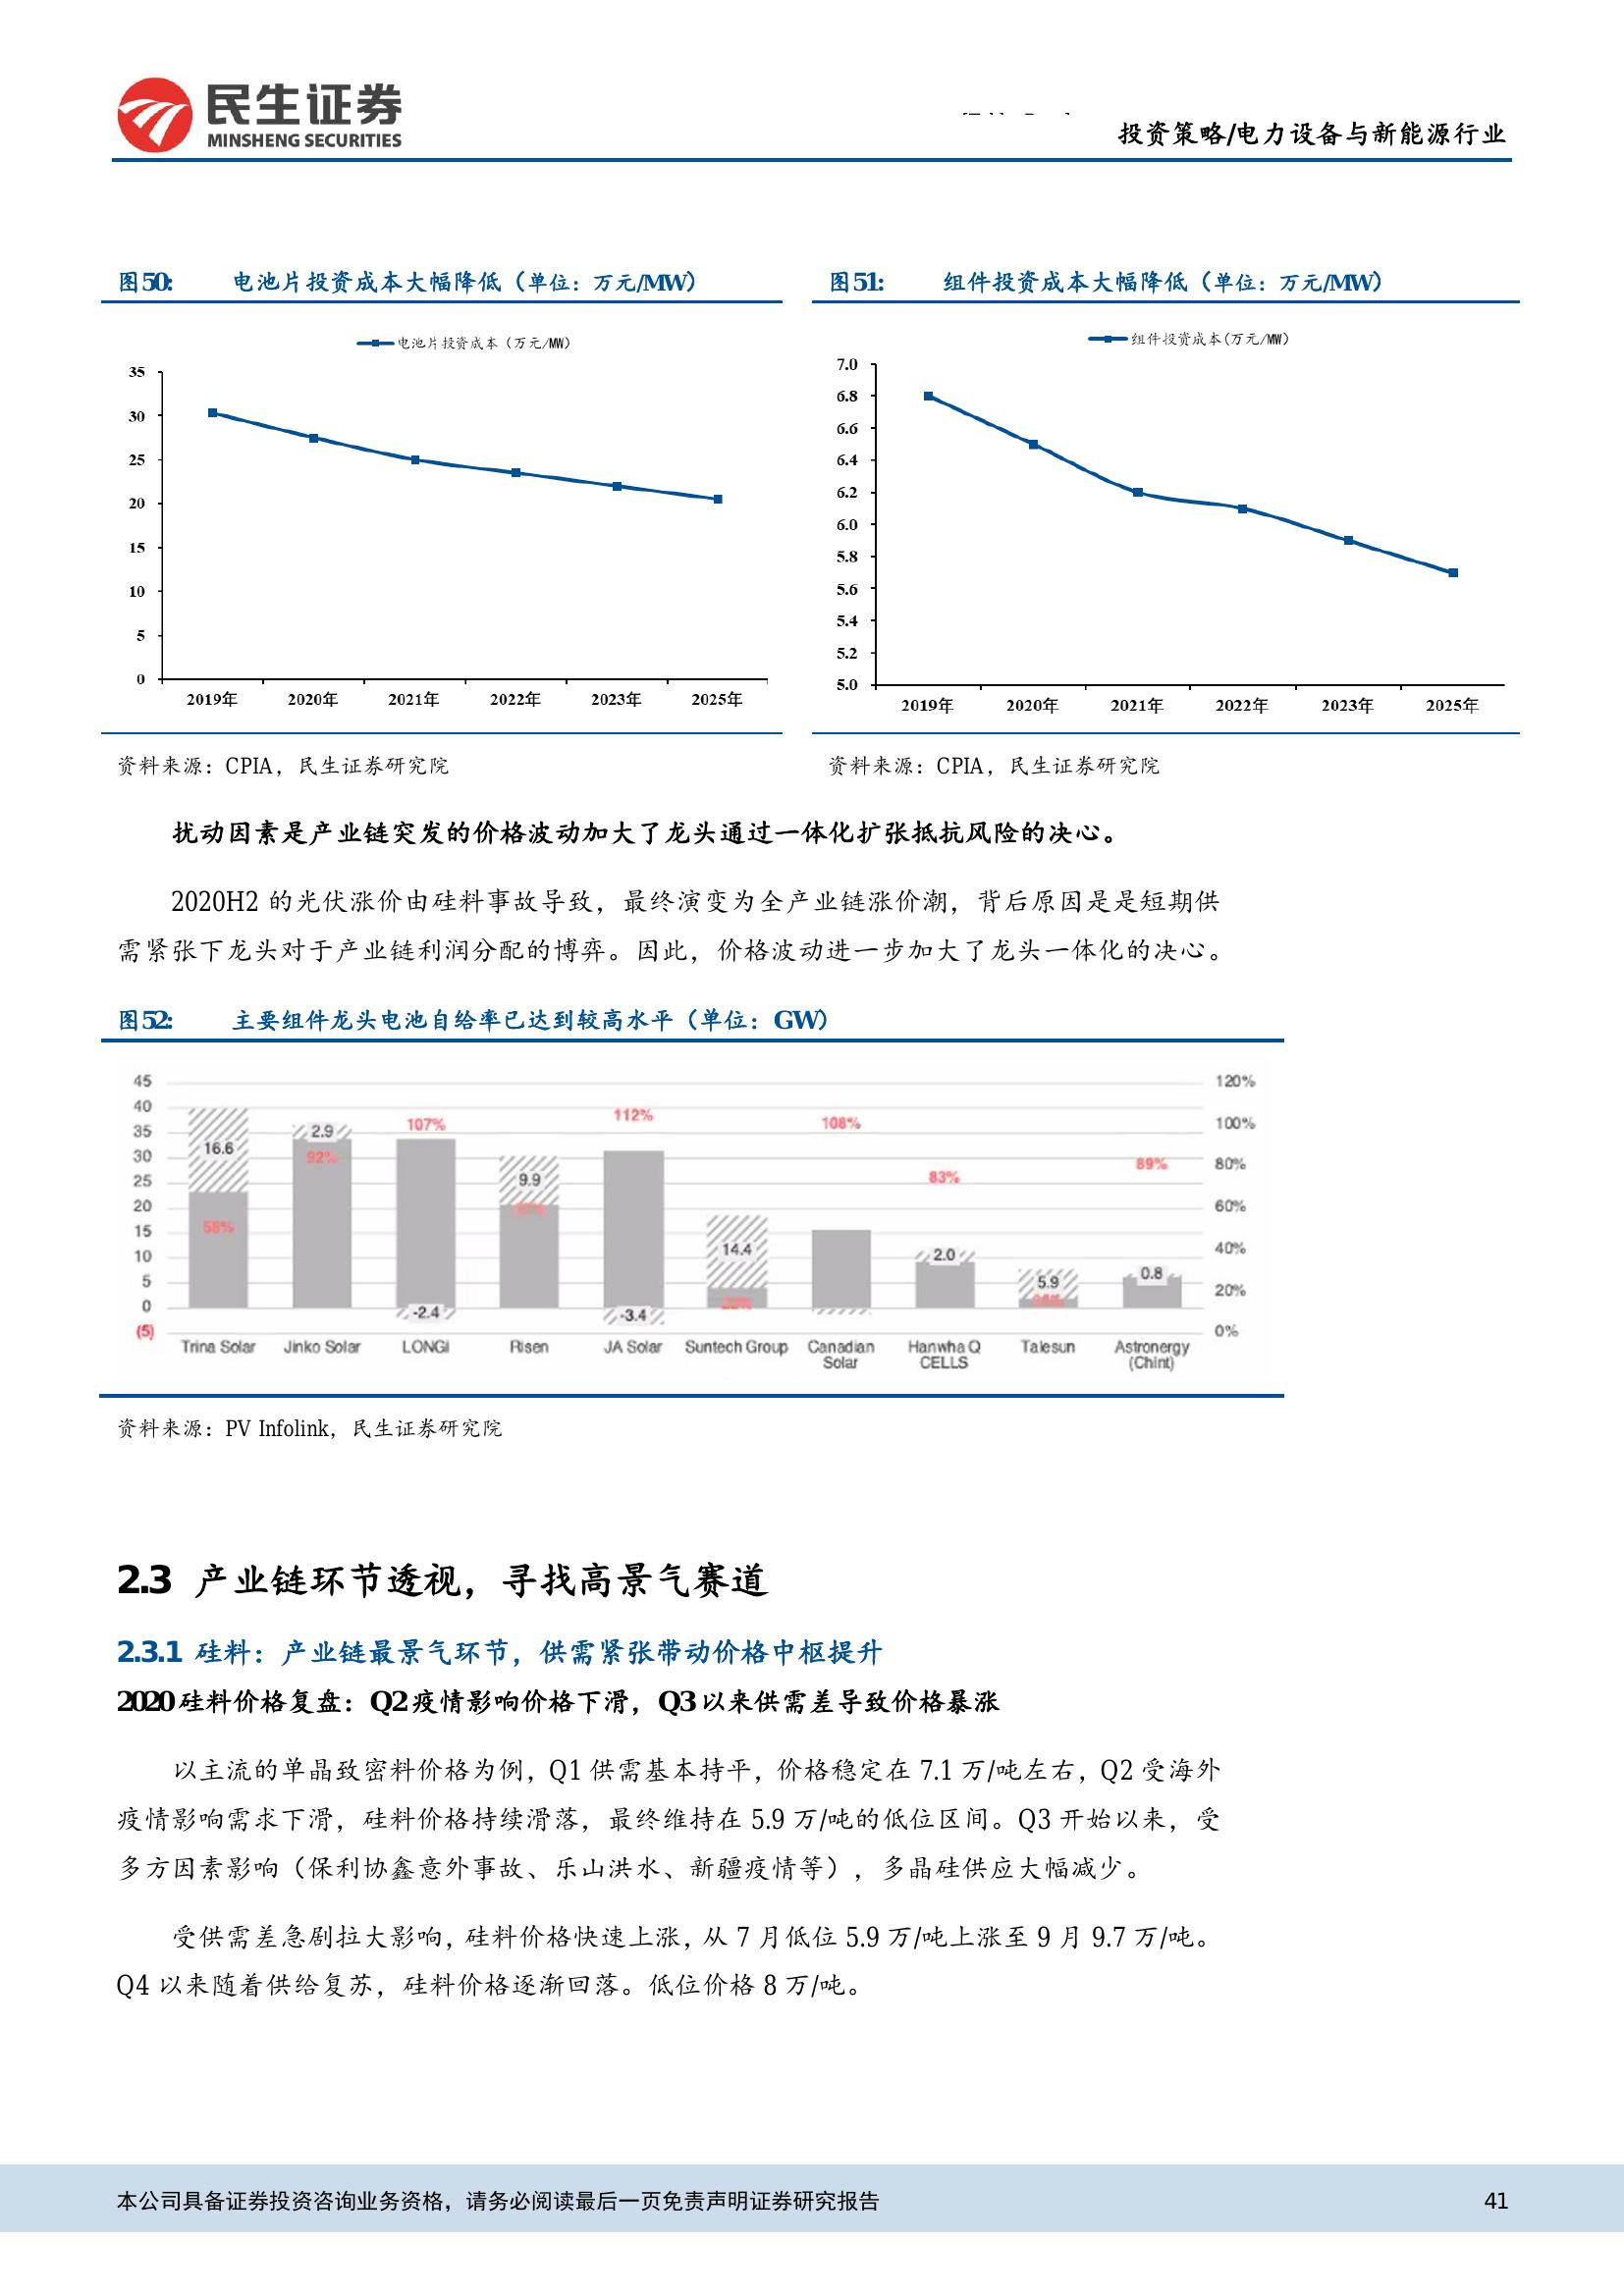 民生证券
MINSHENG SECURITIES
投资策略/电力设备与新能源行业
图50: 电池片投资成本大幅降低（单位：万元/MW）
电池片投资成本（万元/MW）
35
30
25
20
15
10
5
0
2019年 2020年 2021年 2022年 2023年 2025年
资料来源：CPIA，民生证券研究院
图51: 组件投资成本大幅降低（单位：万元/MW）
组件投资成本(万元/MW)
7.0
6.8
6.6
6.4
6.2
6.0
5.8
5.6
5.4
5.2
5.0
2019年 2020年 2021年 2022年 2023年 2025年
资料来源：CPIA，民生证券研究院
扰动因素是产业链突发的价格波动加大了龙头通过一体化扩张抵抗风险的决心。
2020H2 的光伏涨价由硅料事故导致，最终演变为全产业链涨价潮，背后原因是是短期供
需紧张下龙头对于产业链利润分配的博弈。因此，价格波动进一步加大了龙头一体化的决心。
图52: 主要组件龙头电池自给率已达到较高水平（单位：GW）
45 120%
40
35 100%
30 80%
25
20 60%
15
10 40%
5 20%
0
(5) 0%
16.6 2.9 107% 9.9 112% 14.4 108% 2.0 5.9 0.8
58% 92% -2.4 -3.4 83% 89%
Trina Solar Jinko Solar LONGi Risen JA Solar Suntech Group Canadian Solar Hanwha Q CELLS Talesun Astronergy (Chint)
资料来源：PV Infolink，民生证券研究院
2.3 产业链环节透视，寻找高景气赛道
2.3.1 硅料：产业链最景气环节，供需紧张带动价格中枢提升
2020硅料价格复盘：Q2疫情影响价格下滑，Q3以来供需差导致价格暴涨
以主流的单晶致密料价格为例，Q1 供需基本持平，价格稳定在 7.1 万/吨左右，Q2 受海外
疫情影响需求下滑，硅料价格持续滑落，最终维持在 5.9 万/吨的低位区间。Q3 开始以来，受
多方因素影响（保利协鑫意外事故、乐山洪水、新疆疫情等），多晶硅供应大幅减少。
受供需差急剧拉大影响，硅料价格快速上涨，从 7 月低位 5.9 万/吨上涨至 9 月 9.7 万/吨。
Q4 以来随着供给复苏，硅料价格逐渐回落。低位价格 8 万/吨。
本公司具备证券投资咨询业务资格，请务必阅读最后一页免责声明证券研究报告 41